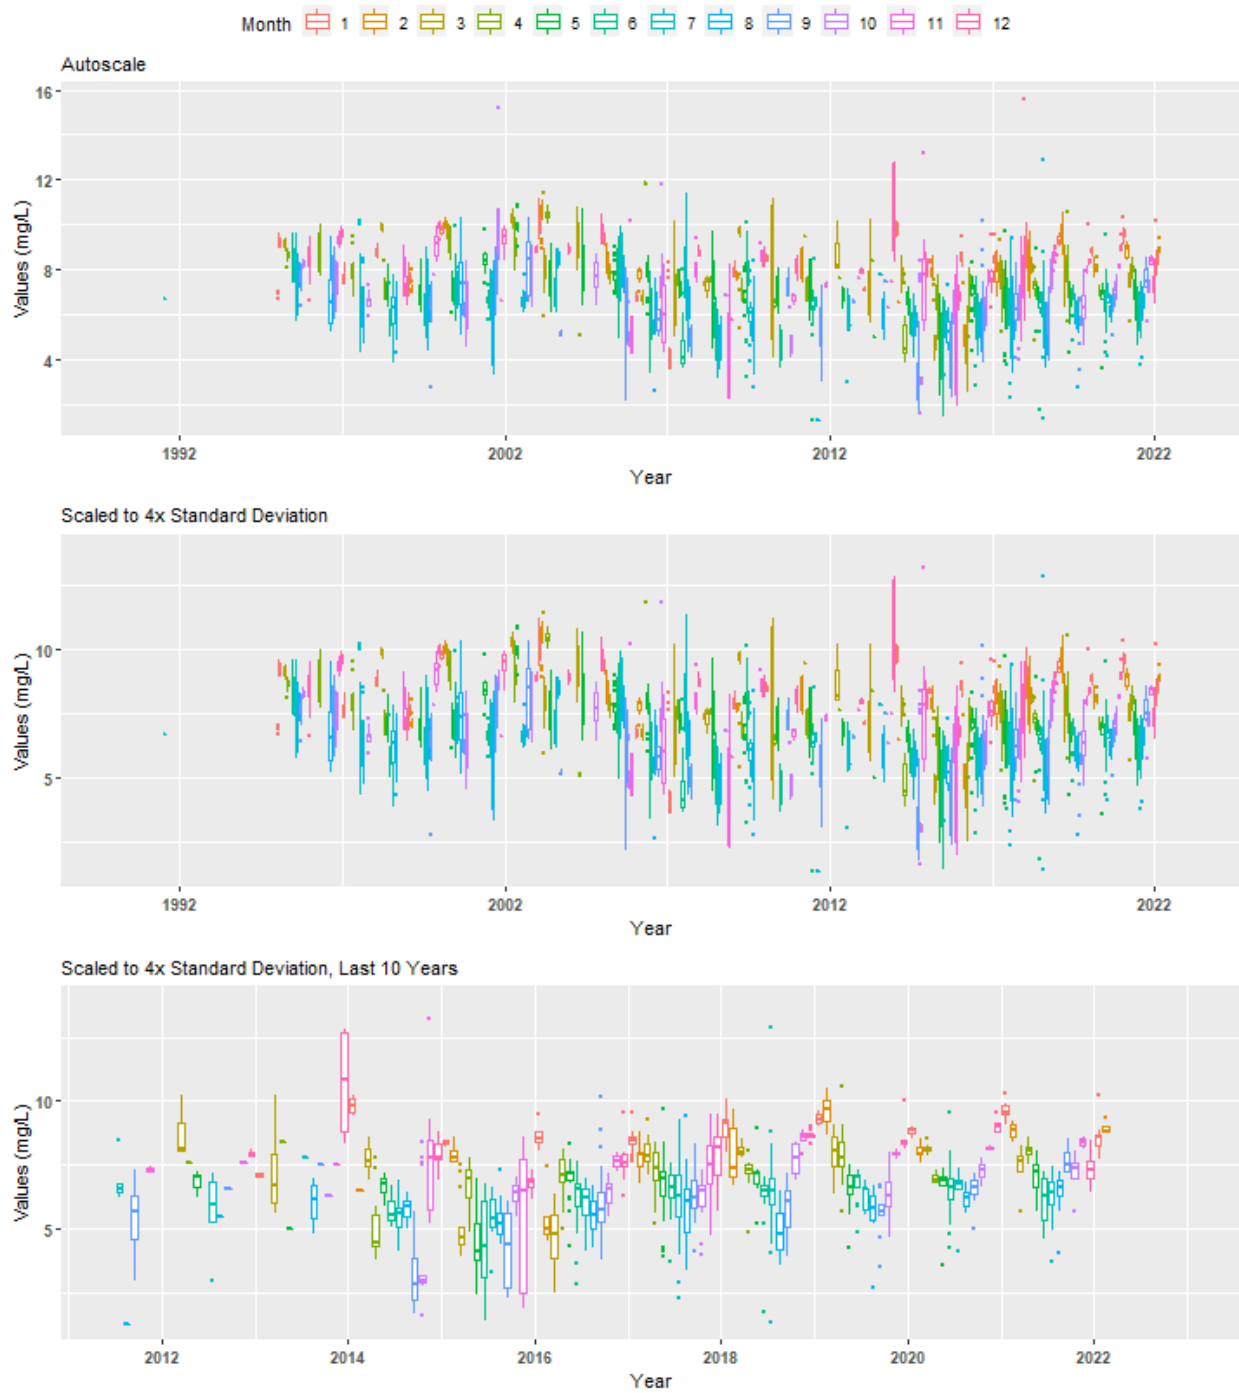 Month 1 2 3 4 5 6 7 8 9 10 11 12
Autoscale
16
12
8
4
Values (mg/L)
1992 2002 2012 2022
Year
Scaled to 4x Standard Deviation
10
5
Values (mg/L)
1992 2002 2012 2022
Year
Scaled to 4x Standard Deviation, Last 10 Years
10
5
Values (mg/L)
2012 2014 2016 2018 2020 2022
Year